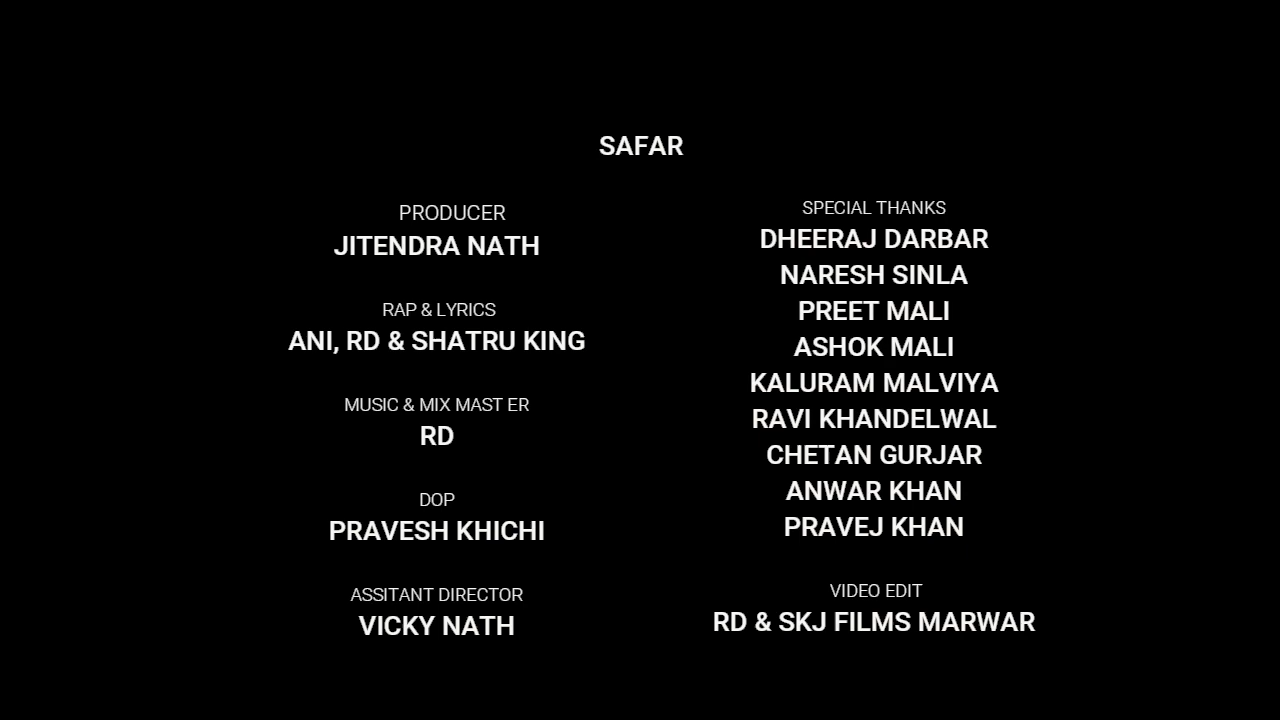 SAFAR
PRODUCER
JITENDRA NATH
RAP & LYRICS
ANI, RD & SHATRU KING
MUSIC & MIX MAST ER
RD
DOP
PRAVESH KHICHI
ASSITANT DIRECTOR
VICKY NATH
SPECIAL THANKS
DHEERAJ DARBAR
NARESH SINLA
PREET MALI
ASHOK MALI
KALURAM MALVIYA
RAVI KHANDELWAL
CHETAN GURJAR
ANWAR KHAN
PRAVEJ KHAN
VIDEO EDIT
RD & SKJ FILMS MARWAR